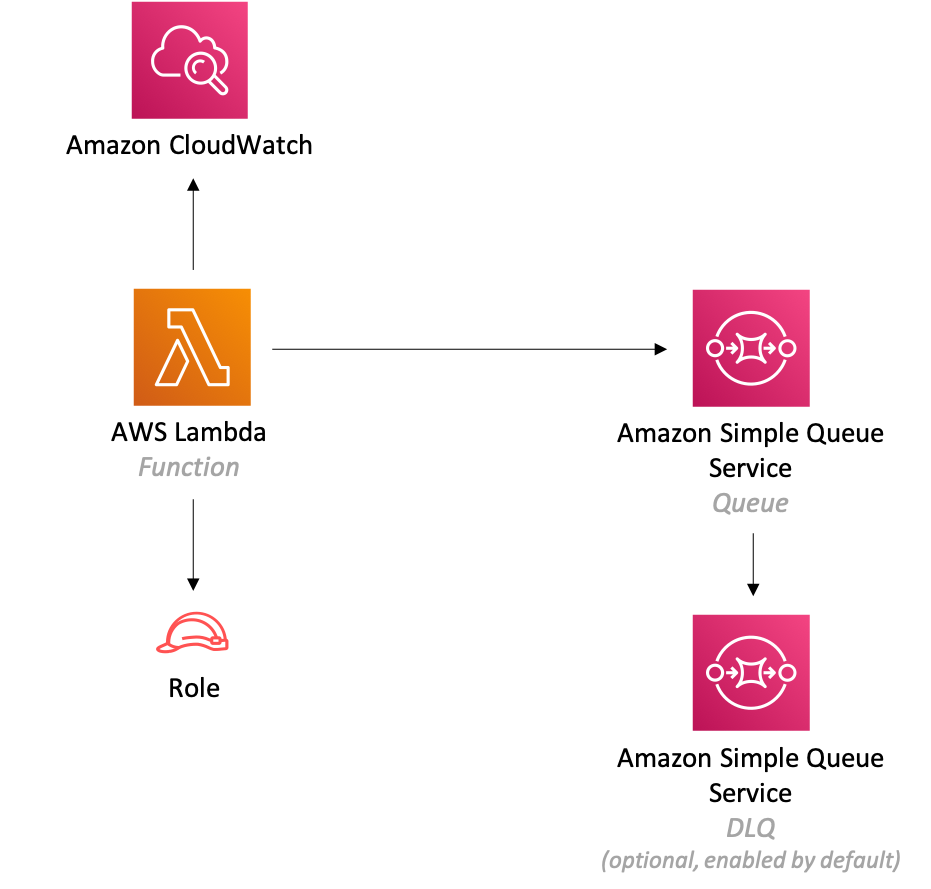 Amazon CloudWatch
AWS Lambda
Function
Role
Amazon Simple Queue
Service
Queue
Amazon Simple Queue
Service
DLQ
(optional, enabled by default)